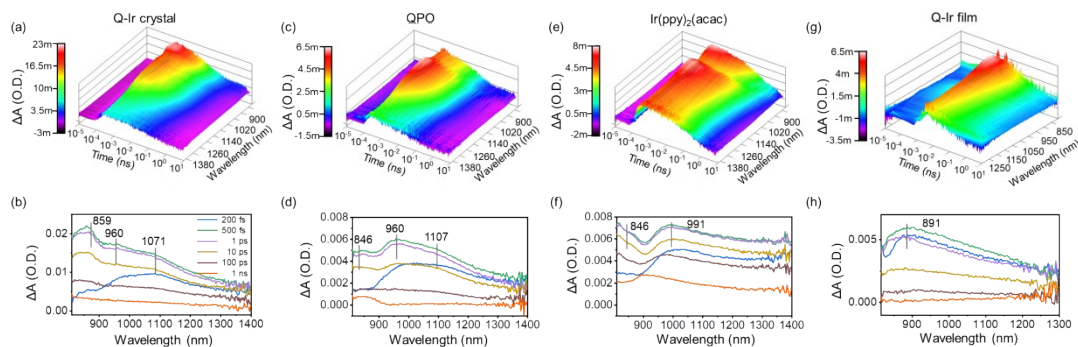 (a) Q-Ir crystal
23m
16.5m
10m
3.5m
-3m
ΔA (O.D.)
10⁻⁵ 10⁻⁴ 10⁻³ 10⁻² 10⁻¹ 10⁰ 10¹
Time (ns)
900
1020
1140
1260
1380
Wavelength (nm)
(c) QPO
6.5m
4.5m
2.5m
0.5m
-1.5m
ΔA (O.D.)
10⁻⁵ 10⁻⁴ 10⁻³ 10⁻² 10⁻¹ 10⁰ 10¹
Time (ns)
900
1020
1140
1260
1380
Wavelength (nm)
(e) Ir(ppy)₂(acac)
8m
5.5m
3m
0.5m
-2m
ΔA (O.D.)
10⁻⁵ 10⁻⁴ 10⁻³ 10⁻² 10⁻¹ 10⁰ 10¹
Time (ns)
900
1020
1140
1260
1380
Wavelength (nm)
(g) Q-Ir film
6.5m
4m
1.5m
-1m
-3.5m
ΔA (O.D.)
10⁻⁵ 10⁻⁴ 10⁻³ 10⁻² 10⁻¹ 10⁰ 10¹
Time (ns)
850
950
1050
1150
1250
Wavelength (nm)
(b)
0.02
0.01
0.00
ΔA (O.D.)
859
960
1071
200 fs
500 fs
1 ps
10 ps
100 ps
1 ns
900 1000 1100 1200 1300 1400
Wavelength (nm)
(d)
0.008
0.006
0.004
0.002
0.000
ΔA (O.D.)
846
960
1107
900 1000 1100 1200 1300 1400
Wavelength (nm)
(f)
0.008
0.006
0.004
0.002
0.000
ΔA (O.D.)
846
991
900 1000 1100 1200 1300 1400
Wavelength (nm)
(h)
0.005
0.000
ΔA (O.D.)
891
900 1000 1100 1200 1300
Wavelength (nm)